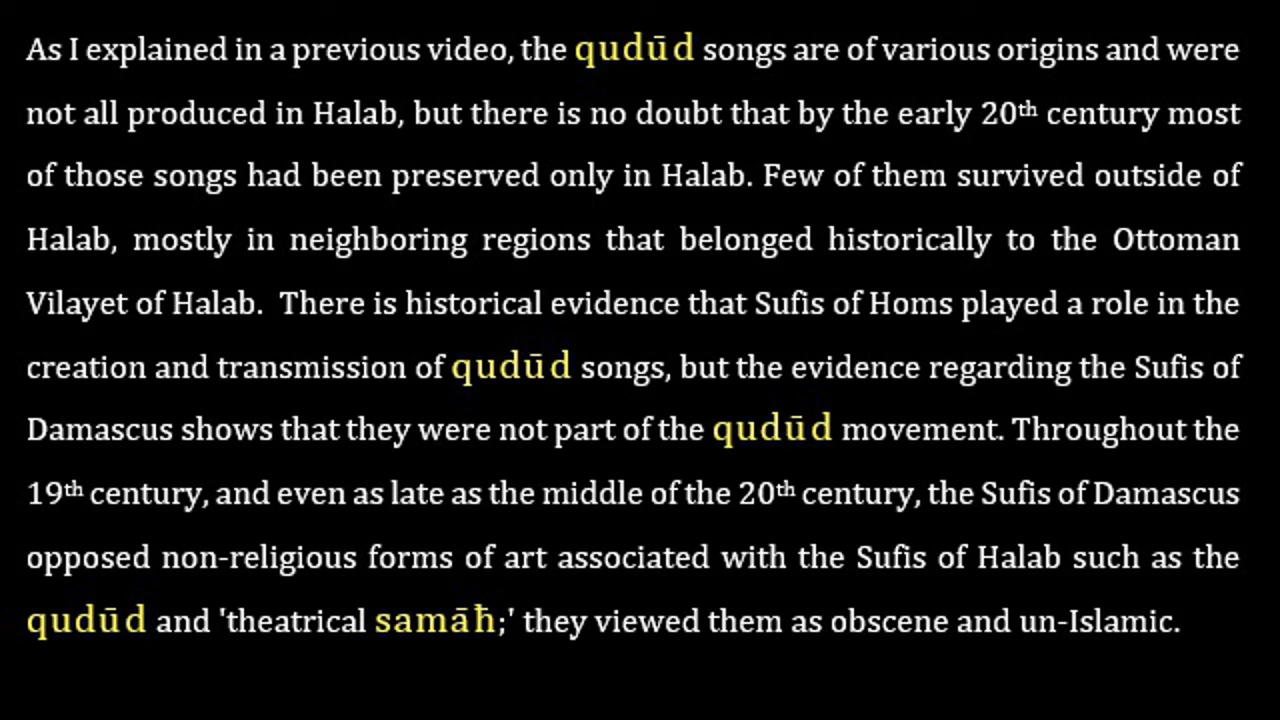 As I explained in a previous video, the qudūd songs are of various origins and were
not all produced in Halab, but there is no doubt that by the early 20th century most
of those songs had been preserved only in Halab. Few of them survived outside of
Halab, mostly in neighboring regions that belonged historically to the Ottoman
Vilayet of Halab.  There is historical evidence that Sufis of Homs played a role in the
creation and transmission of qudūd songs, but the evidence regarding the Sufis of
Damascus shows that they were not part of the qudūd movement. Throughout the
19th century, and even as late as the middle of the 20th century, the Sufis of Damascus
opposed non-religious forms of art associated with the Sufis of Halab such as the
qudūd and 'theatrical samāħ;' they viewed them as obscene and un-Islamic.